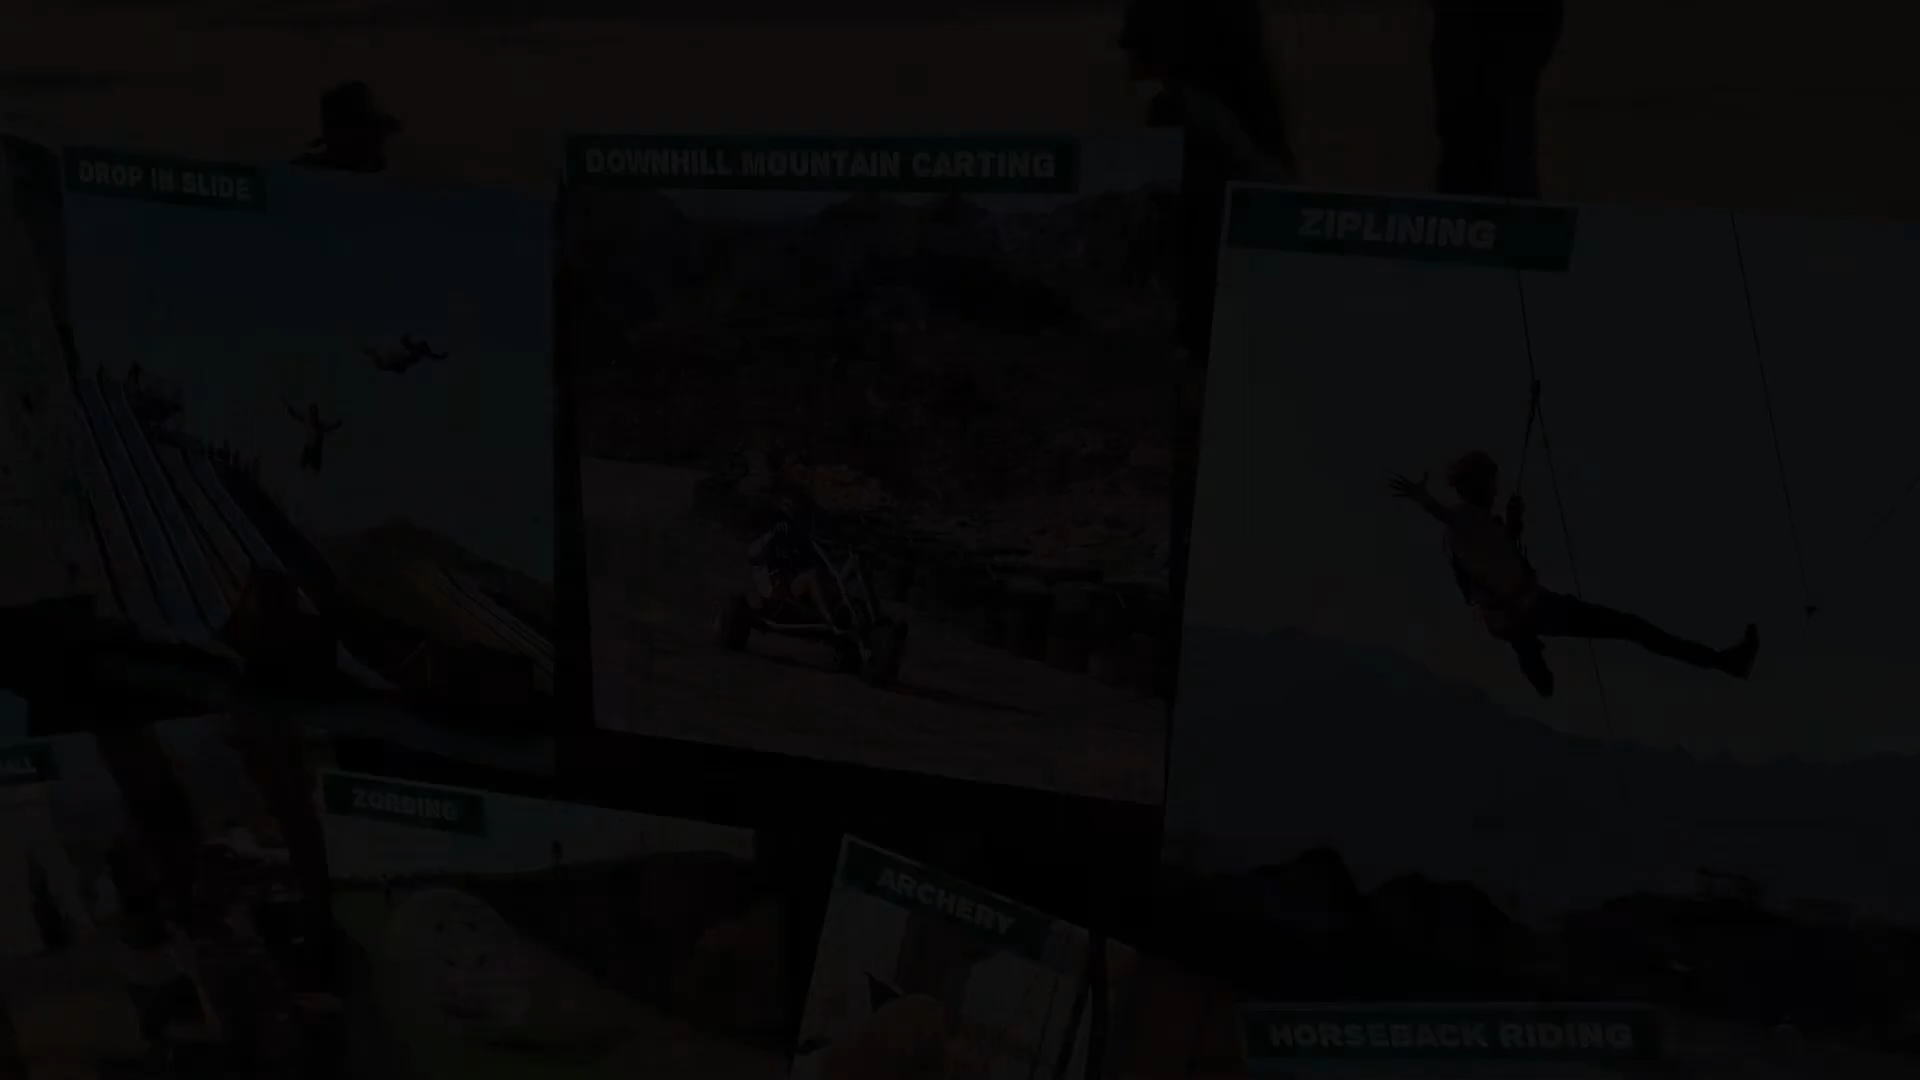 DROP IN SLIDE
DOWNHILL MOUNTAIN CARTING
ZIPLINING
ZORBING
ARCHERY
HORSEBACK RIDING